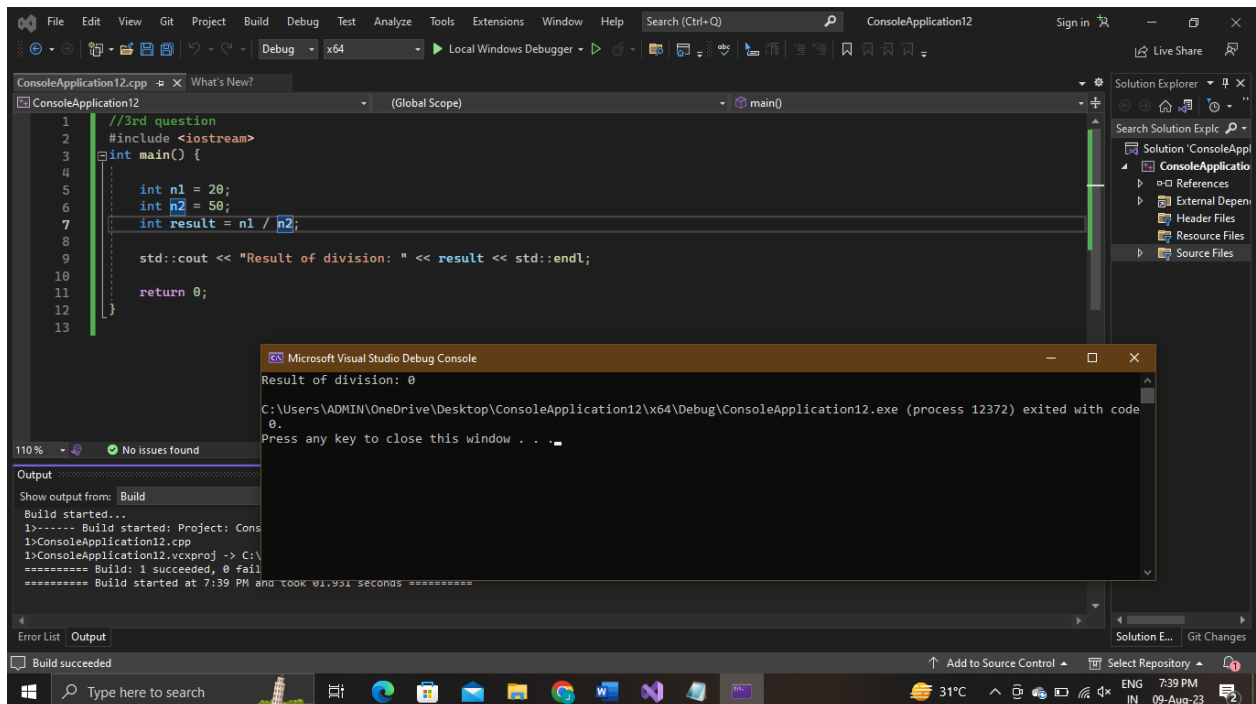 File Edit View Git Project Build Debug Test Analyze Tools Extensions Window Help Search (Ctrl+Q) ConsoleApplication12 Sign in
Debug x64 Local Windows Debugger Live Share
ConsoleApplication12.cpp What's New?
ConsoleApplication12 (Global Scope) main()
1 //3rd question
2 #include <iostream>
3 int main() {
4
5 int n1 = 20;
6 int n2 = 50;
7 int result = n1 / n2;
8
9 std::cout << "Result of division: " << result << std::endl;
10
11 return 0;
12 }
13
Solution Explorer
Search Solution Explc
Solution 'ConsoleAppl
ConsoleApplicatio
References
External Depen
Header Files
Resource Files
Source Files
Microsoft Visual Studio Debug Console
Result of division: 0
C:\Users\ADMIN\OneDrive\Desktop\ConsoleApplication12\x64\Debug\ConsoleApplication12.exe (process 12372) exited with code
0.
Press any key to close this window . . .
110 % No issues found
Output
Show output from: Build
Build started...
1>------ Build started: Project: Cons
1>ConsoleApplication12.cpp
1>ConsoleApplication12.vcxproj -> C:\
========== Build: 1 succeeded, 0 fail
========== Build started at 7:39 PM and took 01.931 seconds ==========
Error List Output
Solution E... Git Changes
Build succeeded Add to Source Control Select Repository 1
Type here to search 31°C ENG IN 7:39 PM 09-Aug-23 2